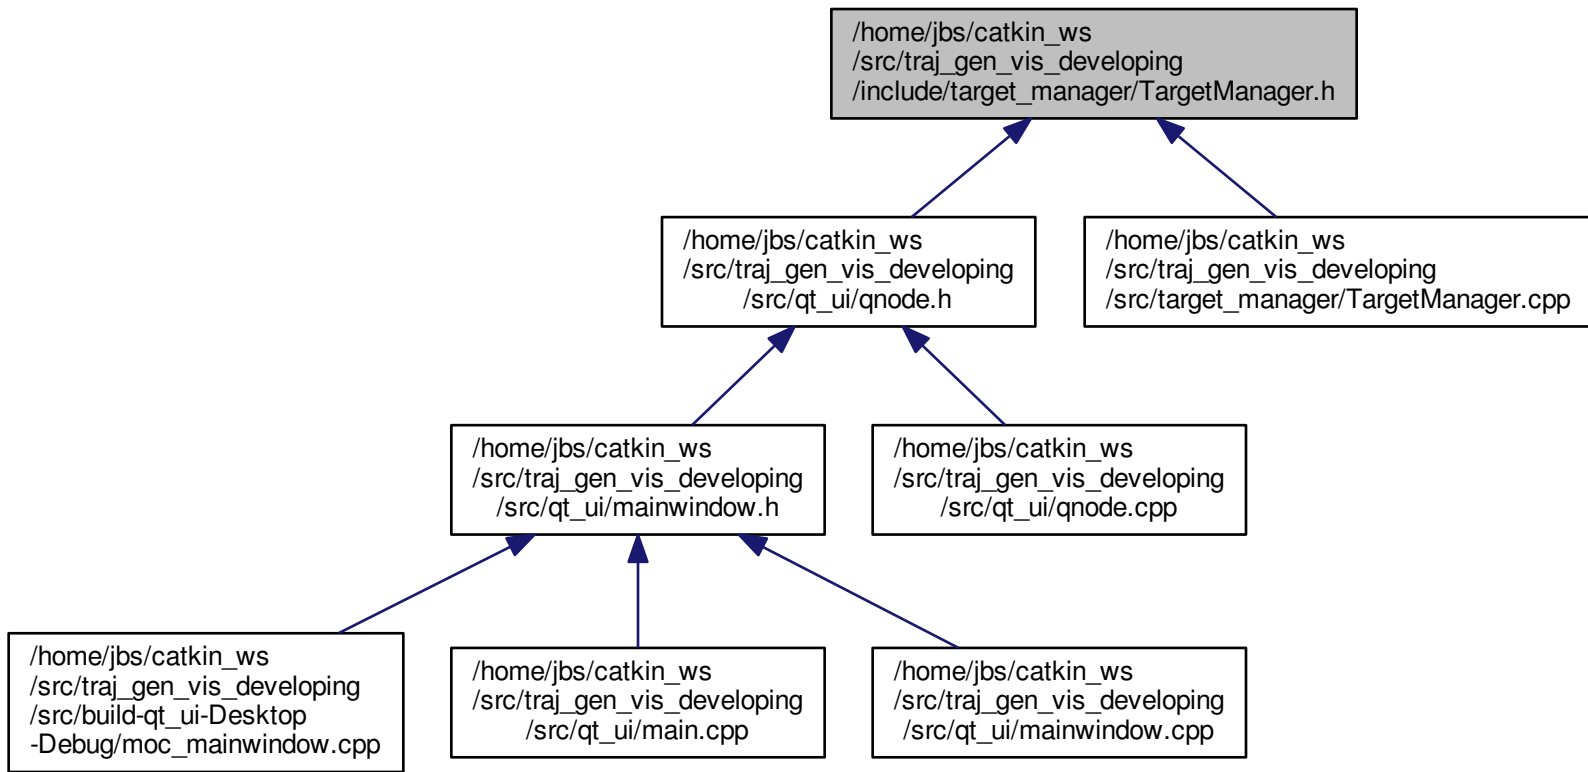 /home/jbs/catkin_ws
/src/traj_gen_vis_developing
/include/target_manager/TargetManager.h
/home/jbs/catkin_ws
/src/traj_gen_vis_developing
/src/qt_ui/qnode.h
/home/jbs/catkin_ws
/src/traj_gen_vis_developing
/src/target_manager/TargetManager.cpp
/home/jbs/catkin_ws
/src/traj_gen_vis_developing
/src/qt_ui/mainwindow.h
/home/jbs/catkin_ws
/src/traj_gen_vis_developing
/src/qt_ui/qnode.cpp
/home/jbs/catkin_ws
/src/traj_gen_vis_developing
/src/build-qt_ui-Desktop
-Debug/moc_mainwindow.cpp
/home/jbs/catkin_ws
/src/traj_gen_vis_developing
/src/qt_ui/main.cpp
/home/jbs/catkin_ws
/src/traj_gen_vis_developing
/src/qt_ui/mainwindow.cpp